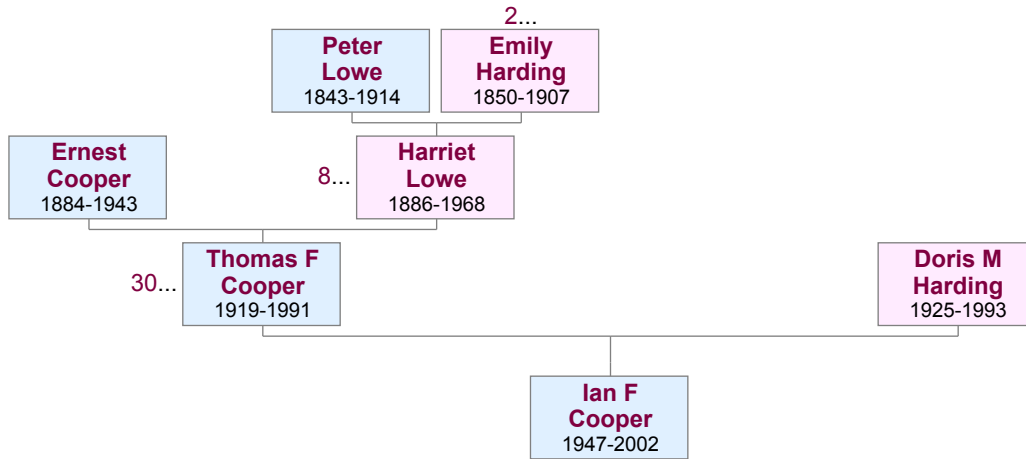 2...
Peter
Lowe
1843-1914
Emily
Harding
1850-1907
Ernest
Cooper
1884-1943
8...
Harriet
Lowe
1886-1968
30...
Thomas F
Cooper
1919-1991
Doris M
Harding
1925-1993
Ian F
Cooper
1947-2002